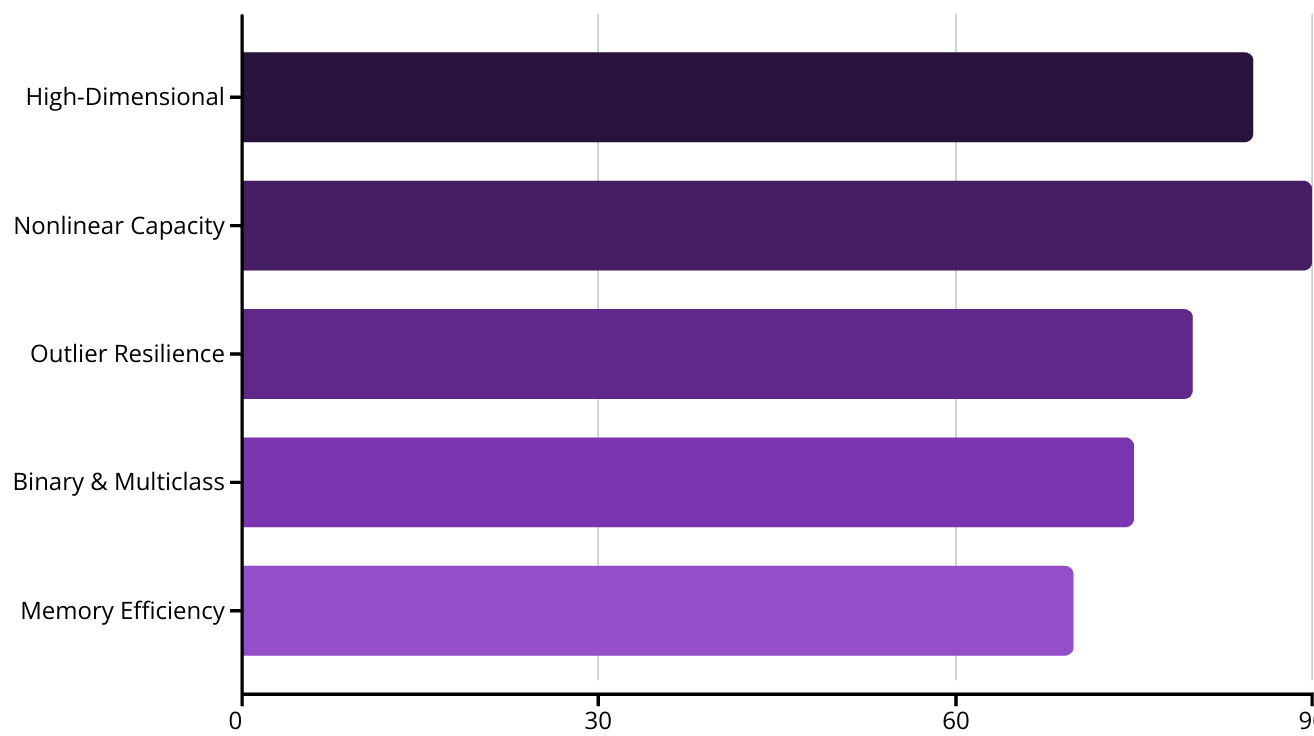 High-Dimensional
Nonlinear Capacity
Outlier Resilience
Binary & Multiclass
Memory Efficiency
0 30 60